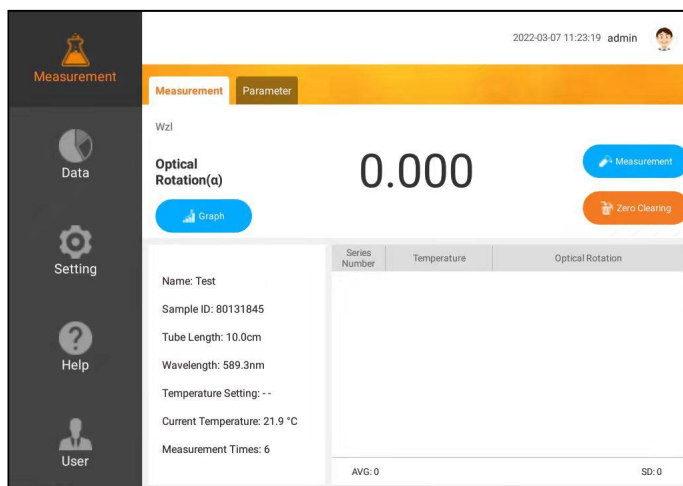 2022-03-07 11:23:19 admin
Measurement
Data
Setting
Help
User
Measurement Parameter
Wzl
Optical
Rotation(α)
0.000
Measurement
Graph
Zero Clearing
Name: Test
Sample ID: 80131845
Tube Length: 10.0cm
Wavelength: 589.3nm
Temperature Setting: - -
Current Temperature: 21.9 °C
Measurement Times: 6
Series
Number
Temperature
Optical Rotation
AVG: 0
SD: 0